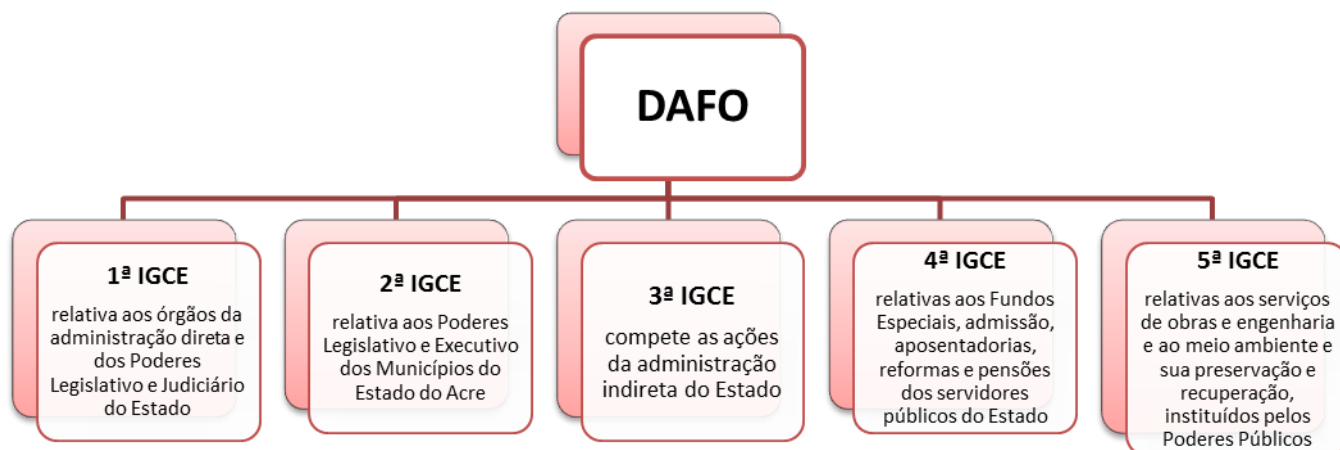 DAFO
1ª IGCE
relativa aos órgãos da
administração direta e
dos Poderes
Legislativo e Judiciário
do Estado
2ª IGCE
relativa aos Poderes
Legislativo e Executivo
dos Municípios do
Estado do Acre
3ª IGCE
compete as ações
da administração
indireta do Estado
4ª IGCE
relativas aos Fundos
Especiais, admissão,
aposentadorias,
reformas e pensões
dos servidores
públicos do Estado
5ª IGCE
relativas aos serviços
de obras e engenharia
e ao meio ambiente e
sua preservação e
recuperação,
instituídos pelos
Poderes Públicos